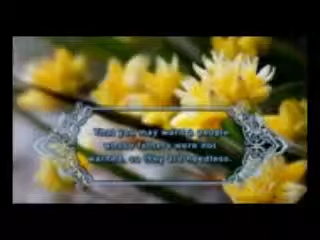 That you may warn a people
whose fathers were not
warned, so they are heedless.